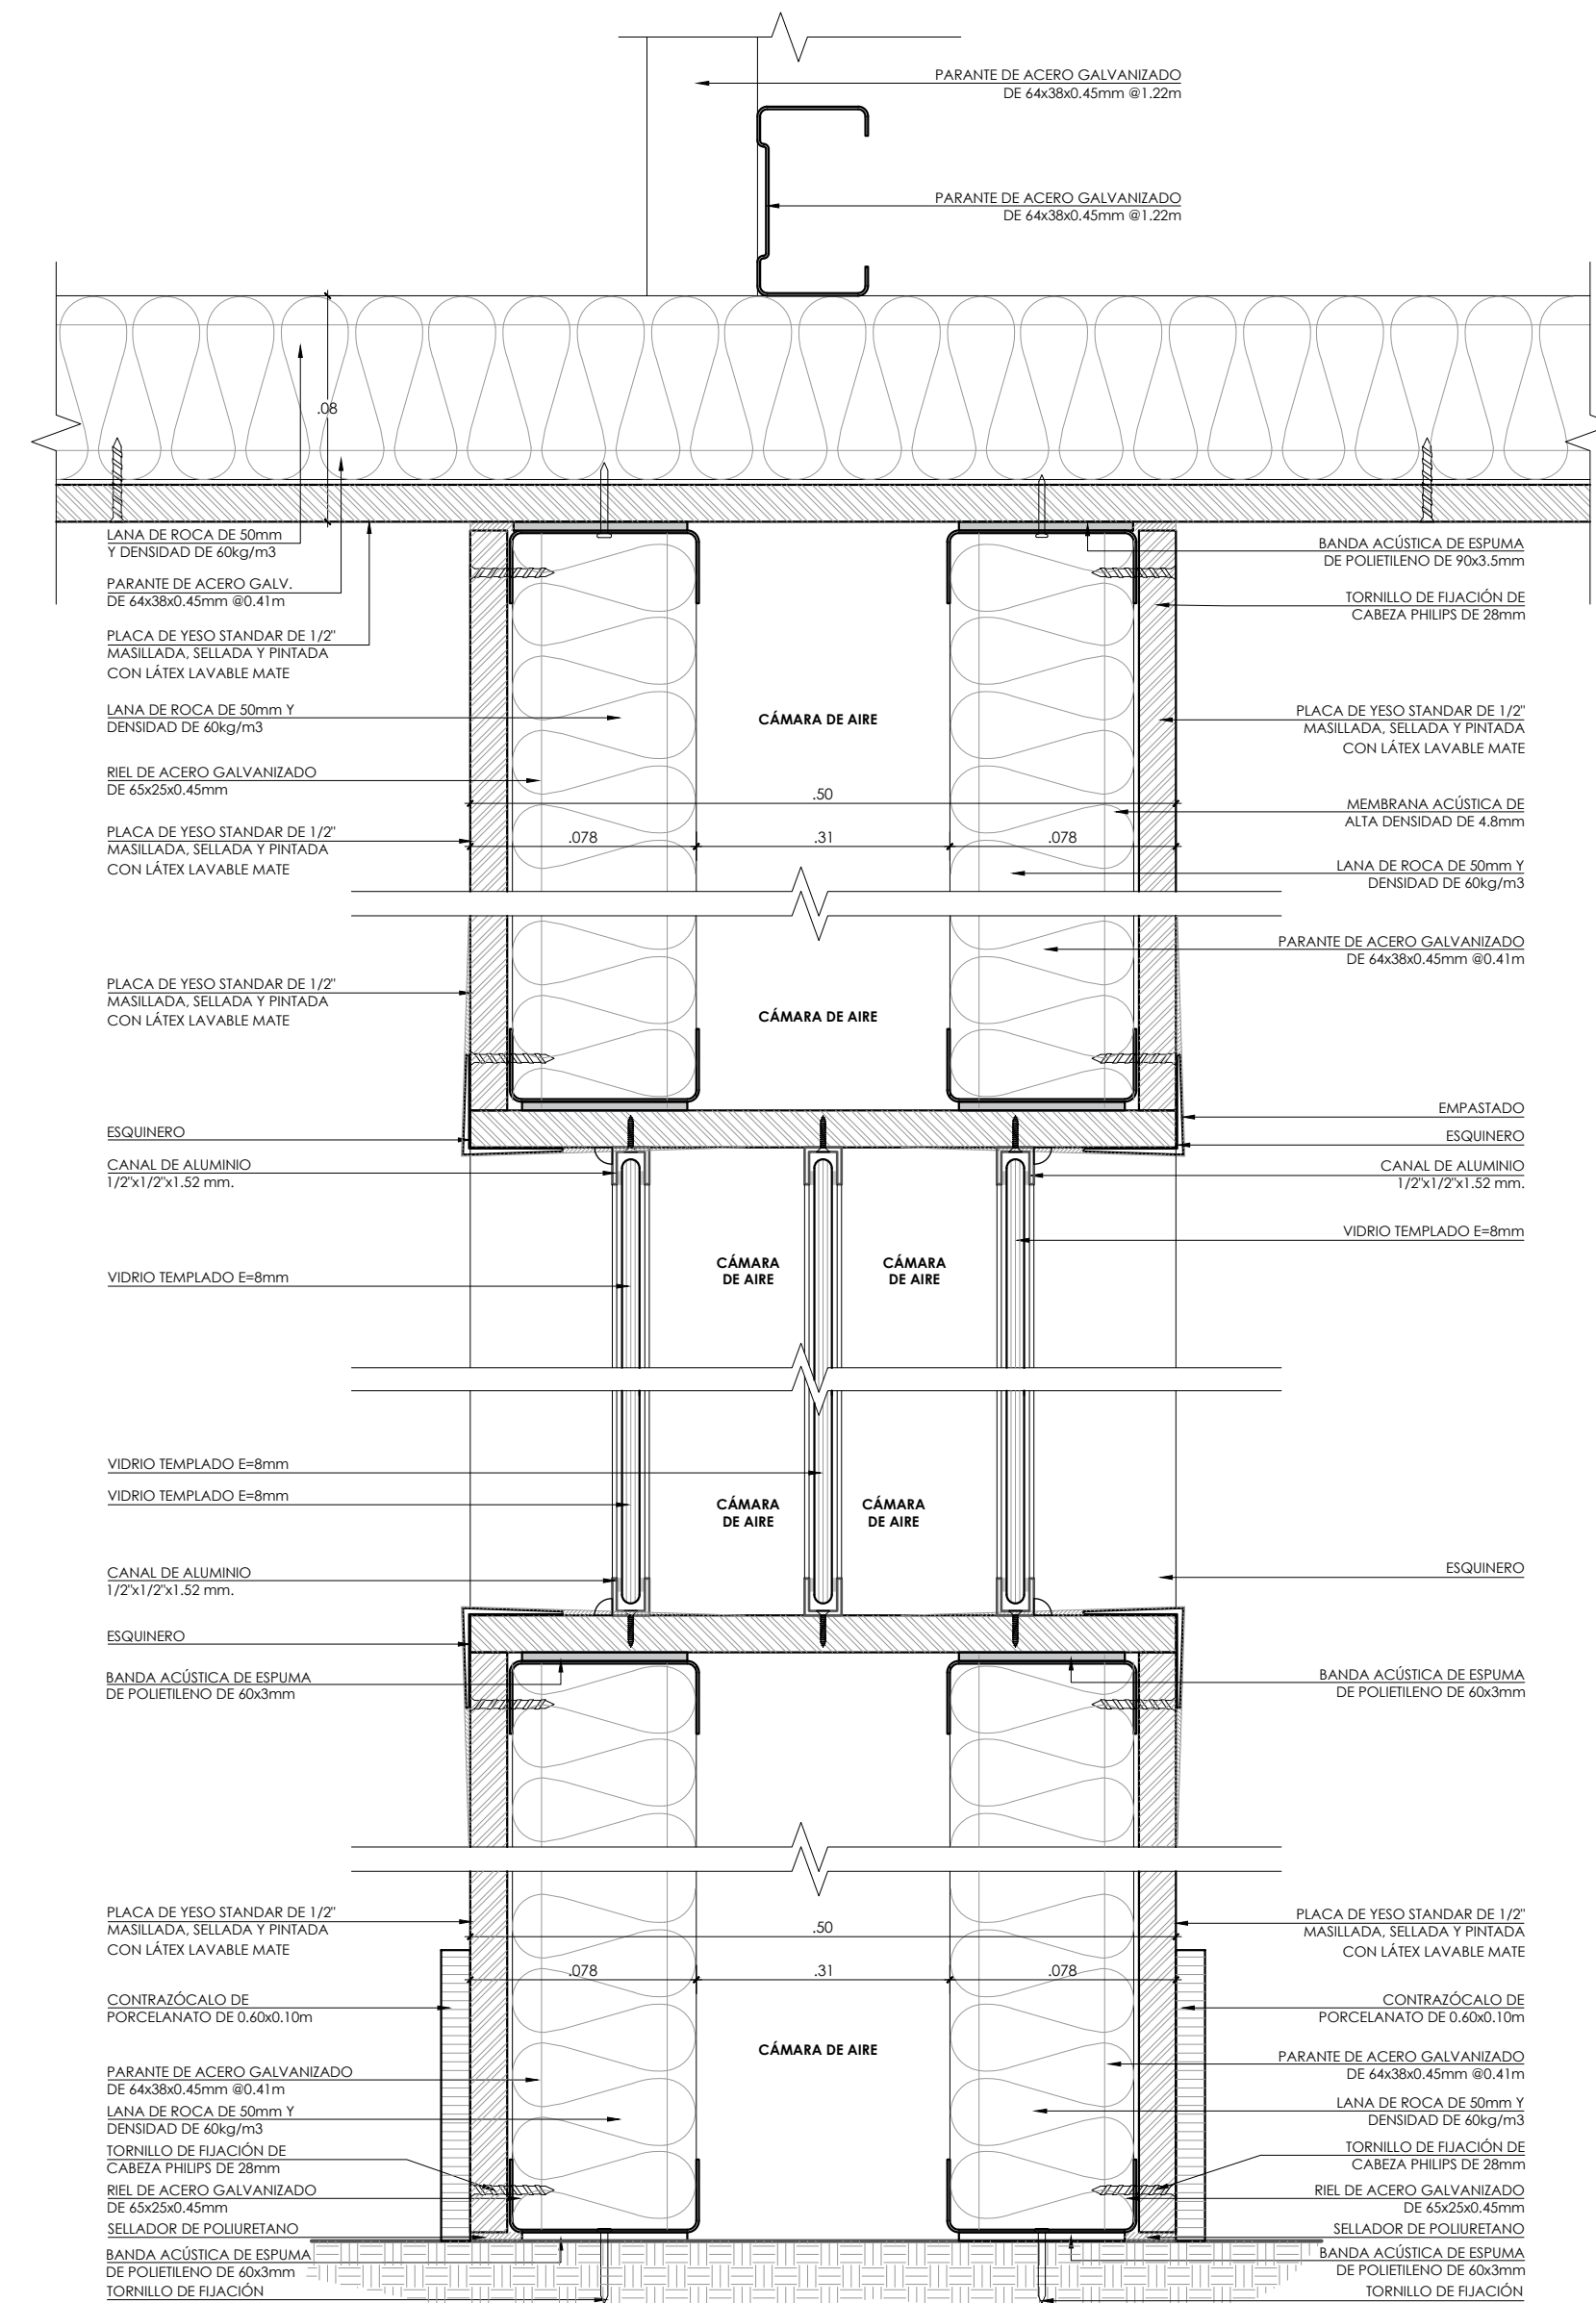 PARANTE DE ACERO GALVANIZADO
DE 64x38x0.45mm @1.22m
PARANTE DE ACERO GALVANIZADO
DE 64x38x0.45mm @1.22m
.08
LANA DE ROCA DE 50mm
Y DENSIDAD DE 60kg/m3
PARANTE DE ACERO GALV.
DE 64x38x0.45mm @0.41m
PLACA DE YESO STANDAR DE 1/2"
MASILLADA, SELLADA Y PINTADA
CON LÁTEX LAVABLE MATE
LANA DE ROCA DE 50mm Y
DENSIDAD DE 60kg/m3
RIEL DE ACERO GALVANIZADO
DE 65x25x0.45mm
PLACA DE YESO STANDAR DE 1/2"
MASILLADA, SELLADA Y PINTADA
CON LÁTEX LAVABLE MATE
PLACA DE YESO STANDAR DE 1/2"
MASILLADA, SELLADA Y PINTADA
CON LÁTEX LAVABLE MATE
CÁMARA DE AIRE
.50
.078
.31
.078
CÁMARA DE AIRE
BANDA ACÚSTICA DE ESPUMA
DE POLIETILENO DE 90x3.5mm
TORNILLO DE FIJACIÓN DE
CABEZA PHILIPS DE 28mm
PLACA DE YESO STANDAR DE 1/2"
MASILLADA, SELLADA Y PINTADA
CON LÁTEX LAVABLE MATE
MEMBRANA ACÚSTICA DE
ALTA DENSIDAD DE 4.8mm
LANA DE ROCA DE 50mm Y
DENSIDAD DE 60kg/m3
PARANTE DE ACERO GALVANIZADO
DE 64x38x0.45mm @0.41m
ESQUINERO
CANAL DE ALUMINIO
1/2"x1/2"x1.52 mm.
VIDRIO TEMPLADO E=8mm
VIDRIO TEMPLADO E=8mm
VIDRIO TEMPLADO E=8mm
CANAL DE ALUMINIO
1/2"x1/2"x1.52 mm.
ESQUINERO
BANDA ACÚSTICA DE ESPUMA
DE POLIETILENO DE 60x3mm
CÁMARA
DE AIRE
CÁMARA
DE AIRE
CÁMARA
DE AIRE
CÁMARA
DE AIRE
EMPASTADO
ESQUINERO
CANAL DE ALUMINIO
1/2"x1/2"x1.52 mm.
VIDRIO TEMPLADO E=8mm
ESQUINERO
BANDA ACÚSTICA DE ESPUMA
DE POLIETILENO DE 60x3mm
PLACA DE YESO STANDAR DE 1/2"
MASILLADA, SELLADA Y PINTADA
CON LÁTEX LAVABLE MATE
CONTRAZÓCALO DE
PORCELANATO DE 0.60x0.10m
PARANTE DE ACERO GALVANIZADO
DE 64x38x0.45mm @0.41m
LANA DE ROCA DE 50mm Y
DENSIDAD DE 60kg/m3
TORNILLO DE FIJACIÓN DE
CABEZA PHILIPS DE 28mm
RIEL DE ACERO GALVANIZADO
DE 65x25x0.45mm
SELLADOR DE POLIURETANO
BANDA ACÚSTICA DE ESPUMA
DE POLIETILENO DE 60x3mm
TORNILLO DE FIJACIÓN
.50
.078
.31
.078
CÁMARA DE AIRE
PLACA DE YESO STANDAR DE 1/2"
MASILLADA, SELLADA Y PINTADA
CON LÁTEX LAVABLE MATE
CONTRAZÓCALO DE
PORCELANATO DE 0.60x0.10m
PARANTE DE ACERO GALVANIZADO
DE 64x38x0.45mm @0.41m
LANA DE ROCA DE 50mm Y
DENSIDAD DE 60kg/m3
TORNILLO DE FIJACIÓN DE
CABEZA PHILIPS DE 28mm
RIEL DE ACERO GALVANIZADO
DE 65x25x0.45mm
SELLADOR DE POLIURETANO
BANDA ACÚSTICA DE ESPUMA
DE POLIETILENO DE 60x3mm
TORNILLO DE FIJACIÓN